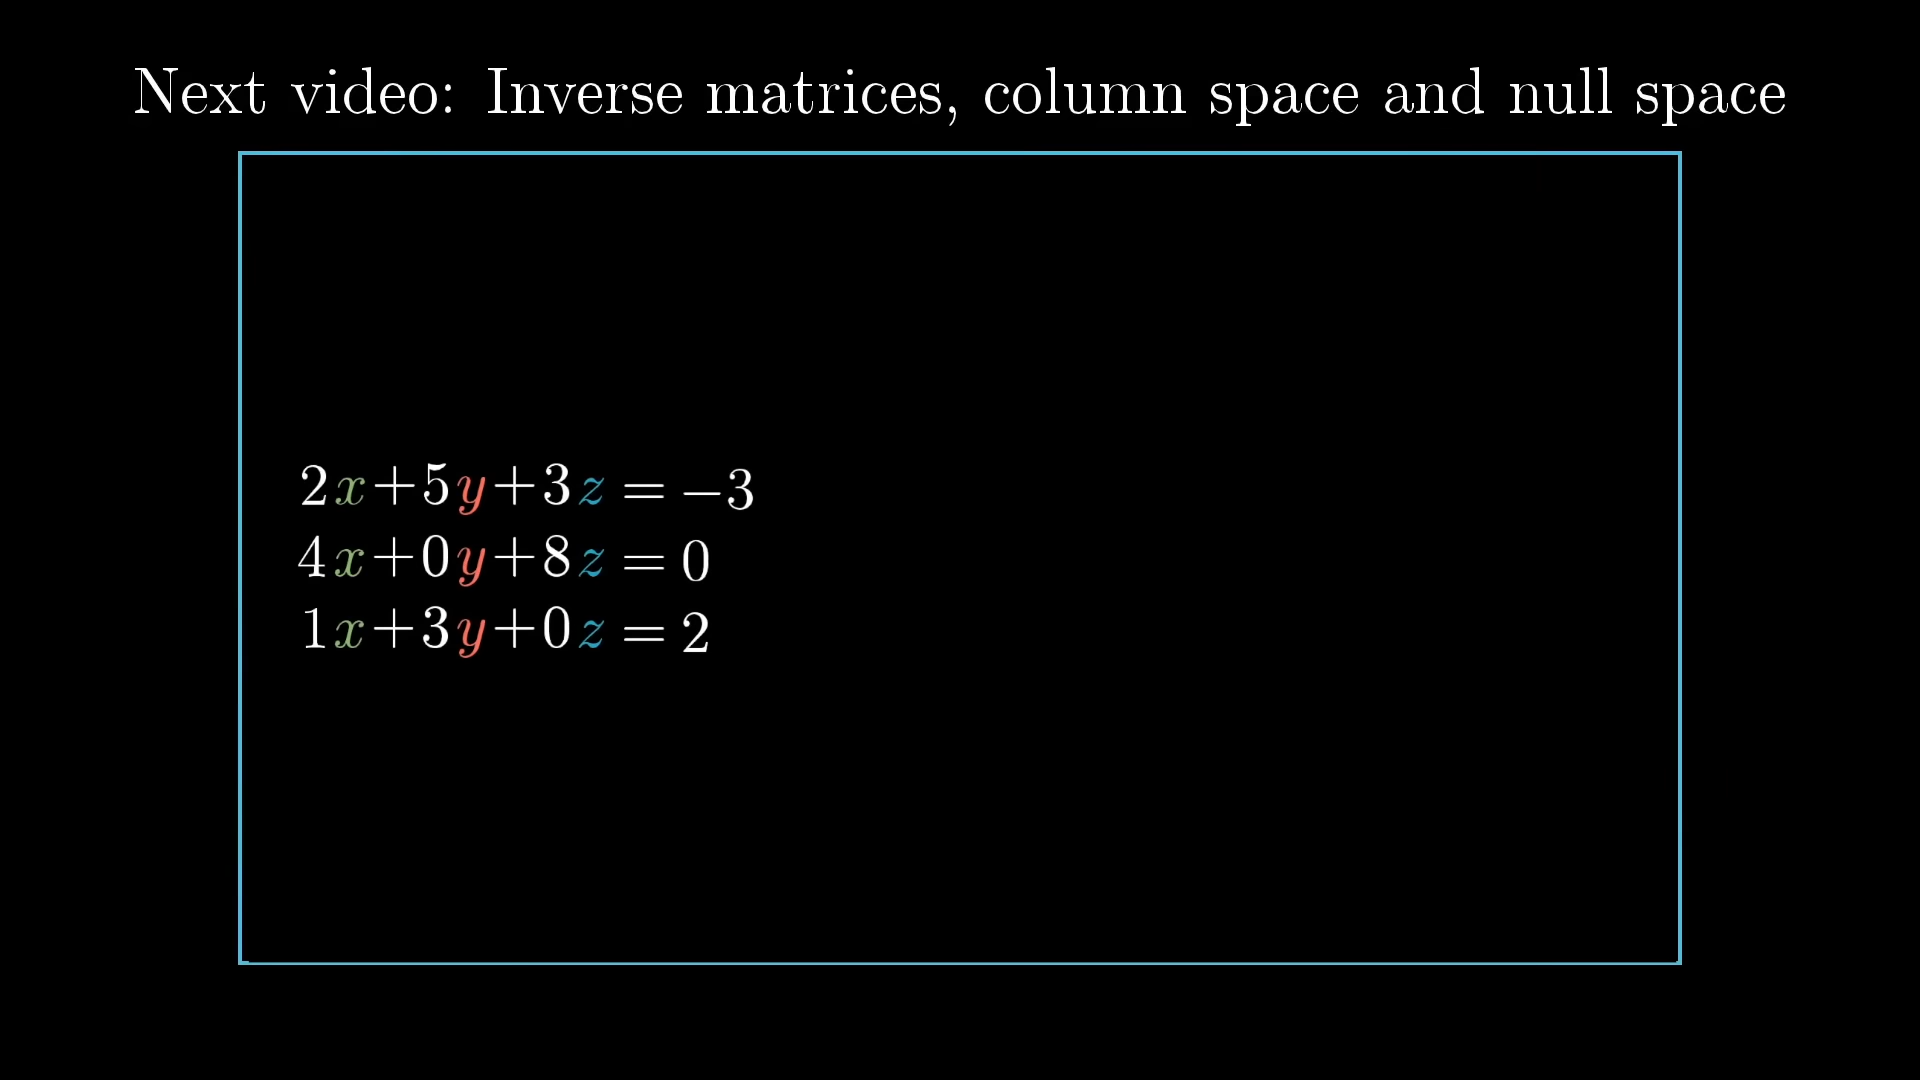 Next video: Inverse matrices, column space and null space
2x+5y+3z = −3
4x+0y+8z = 0
1x+3y+0z = 2